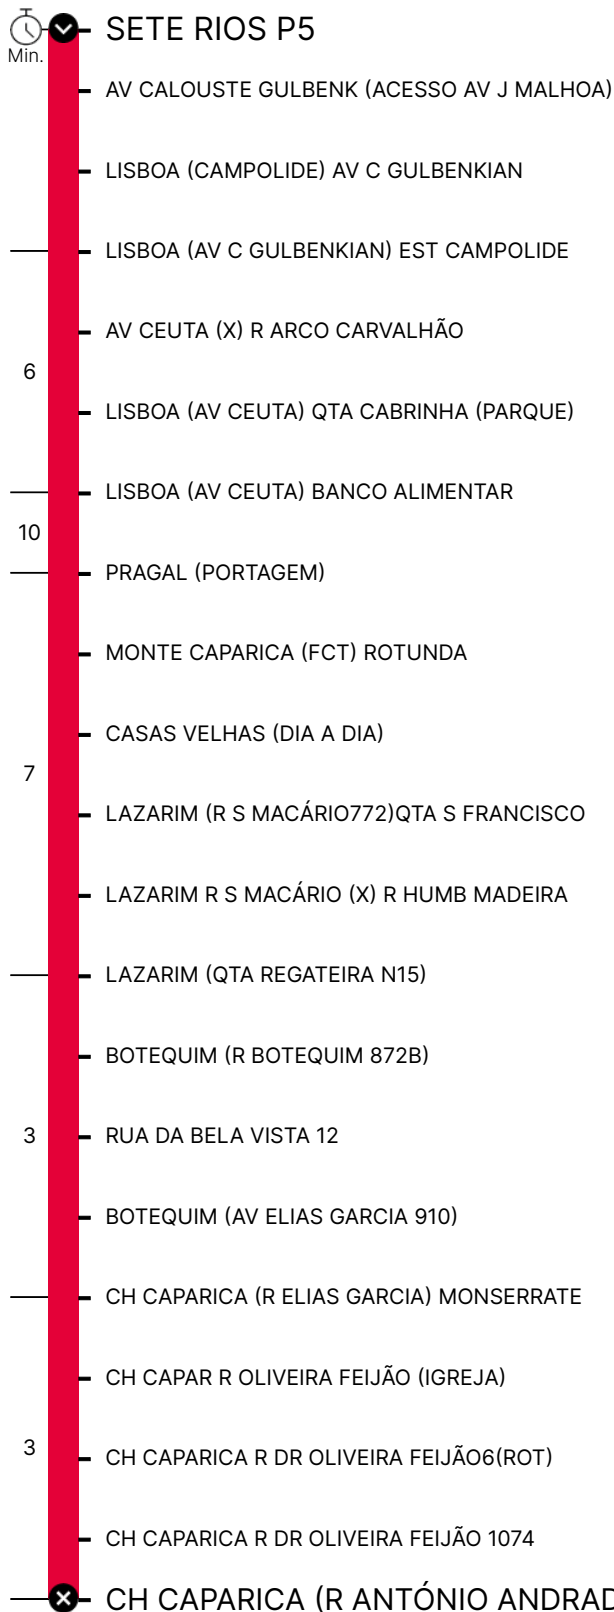 SETE RIOS P5
Min.
AV CALOUSTE GULBENK (ACESSO AV J MALHOA)
LISBOA (CAMPOLIDE) AV C GULBENKIAN
LISBOA (AV C GULBENKIAN) EST CAMPOLIDE
AV CEUTA (X) R ARCO CARVALHÃO
6
LISBOA (AV CEUTA) QTA CABRINHA (PARQUE)
LISBOA (AV CEUTA) BANCO ALIMENTAR
10
PRAGAL (PORTAGEM)
MONTE CAPARICA (FCT) ROTUNDA
CASAS VELHAS (DIA A DIA)
7
LAZARIM (R S MACÁRIO772)QTA S FRANCISCO
LAZARIM R S MACÁRIO (X) R HUMB MADEIRA
LAZARIM (QTA REGATEIRA N15)
BOTEQUIM (R BOTEQUIM 872B)
3 RUA DA BELA VISTA 12
BOTEQUIM (AV ELIAS GARCIA 910)
CH CAPARICA (R ELIAS GARCIA) MONSERRATE
CH CAPAR R OLIVEIRA FEIJÃO (IGREJA)
3 CH CAPARICA R DR OLIVEIRA FEIJÃO6(ROT)
CH CAPARICA R DR OLIVEIRA FEIJÃO 1074
CH CAPARICA (R ANTÓNIO ANDRAD